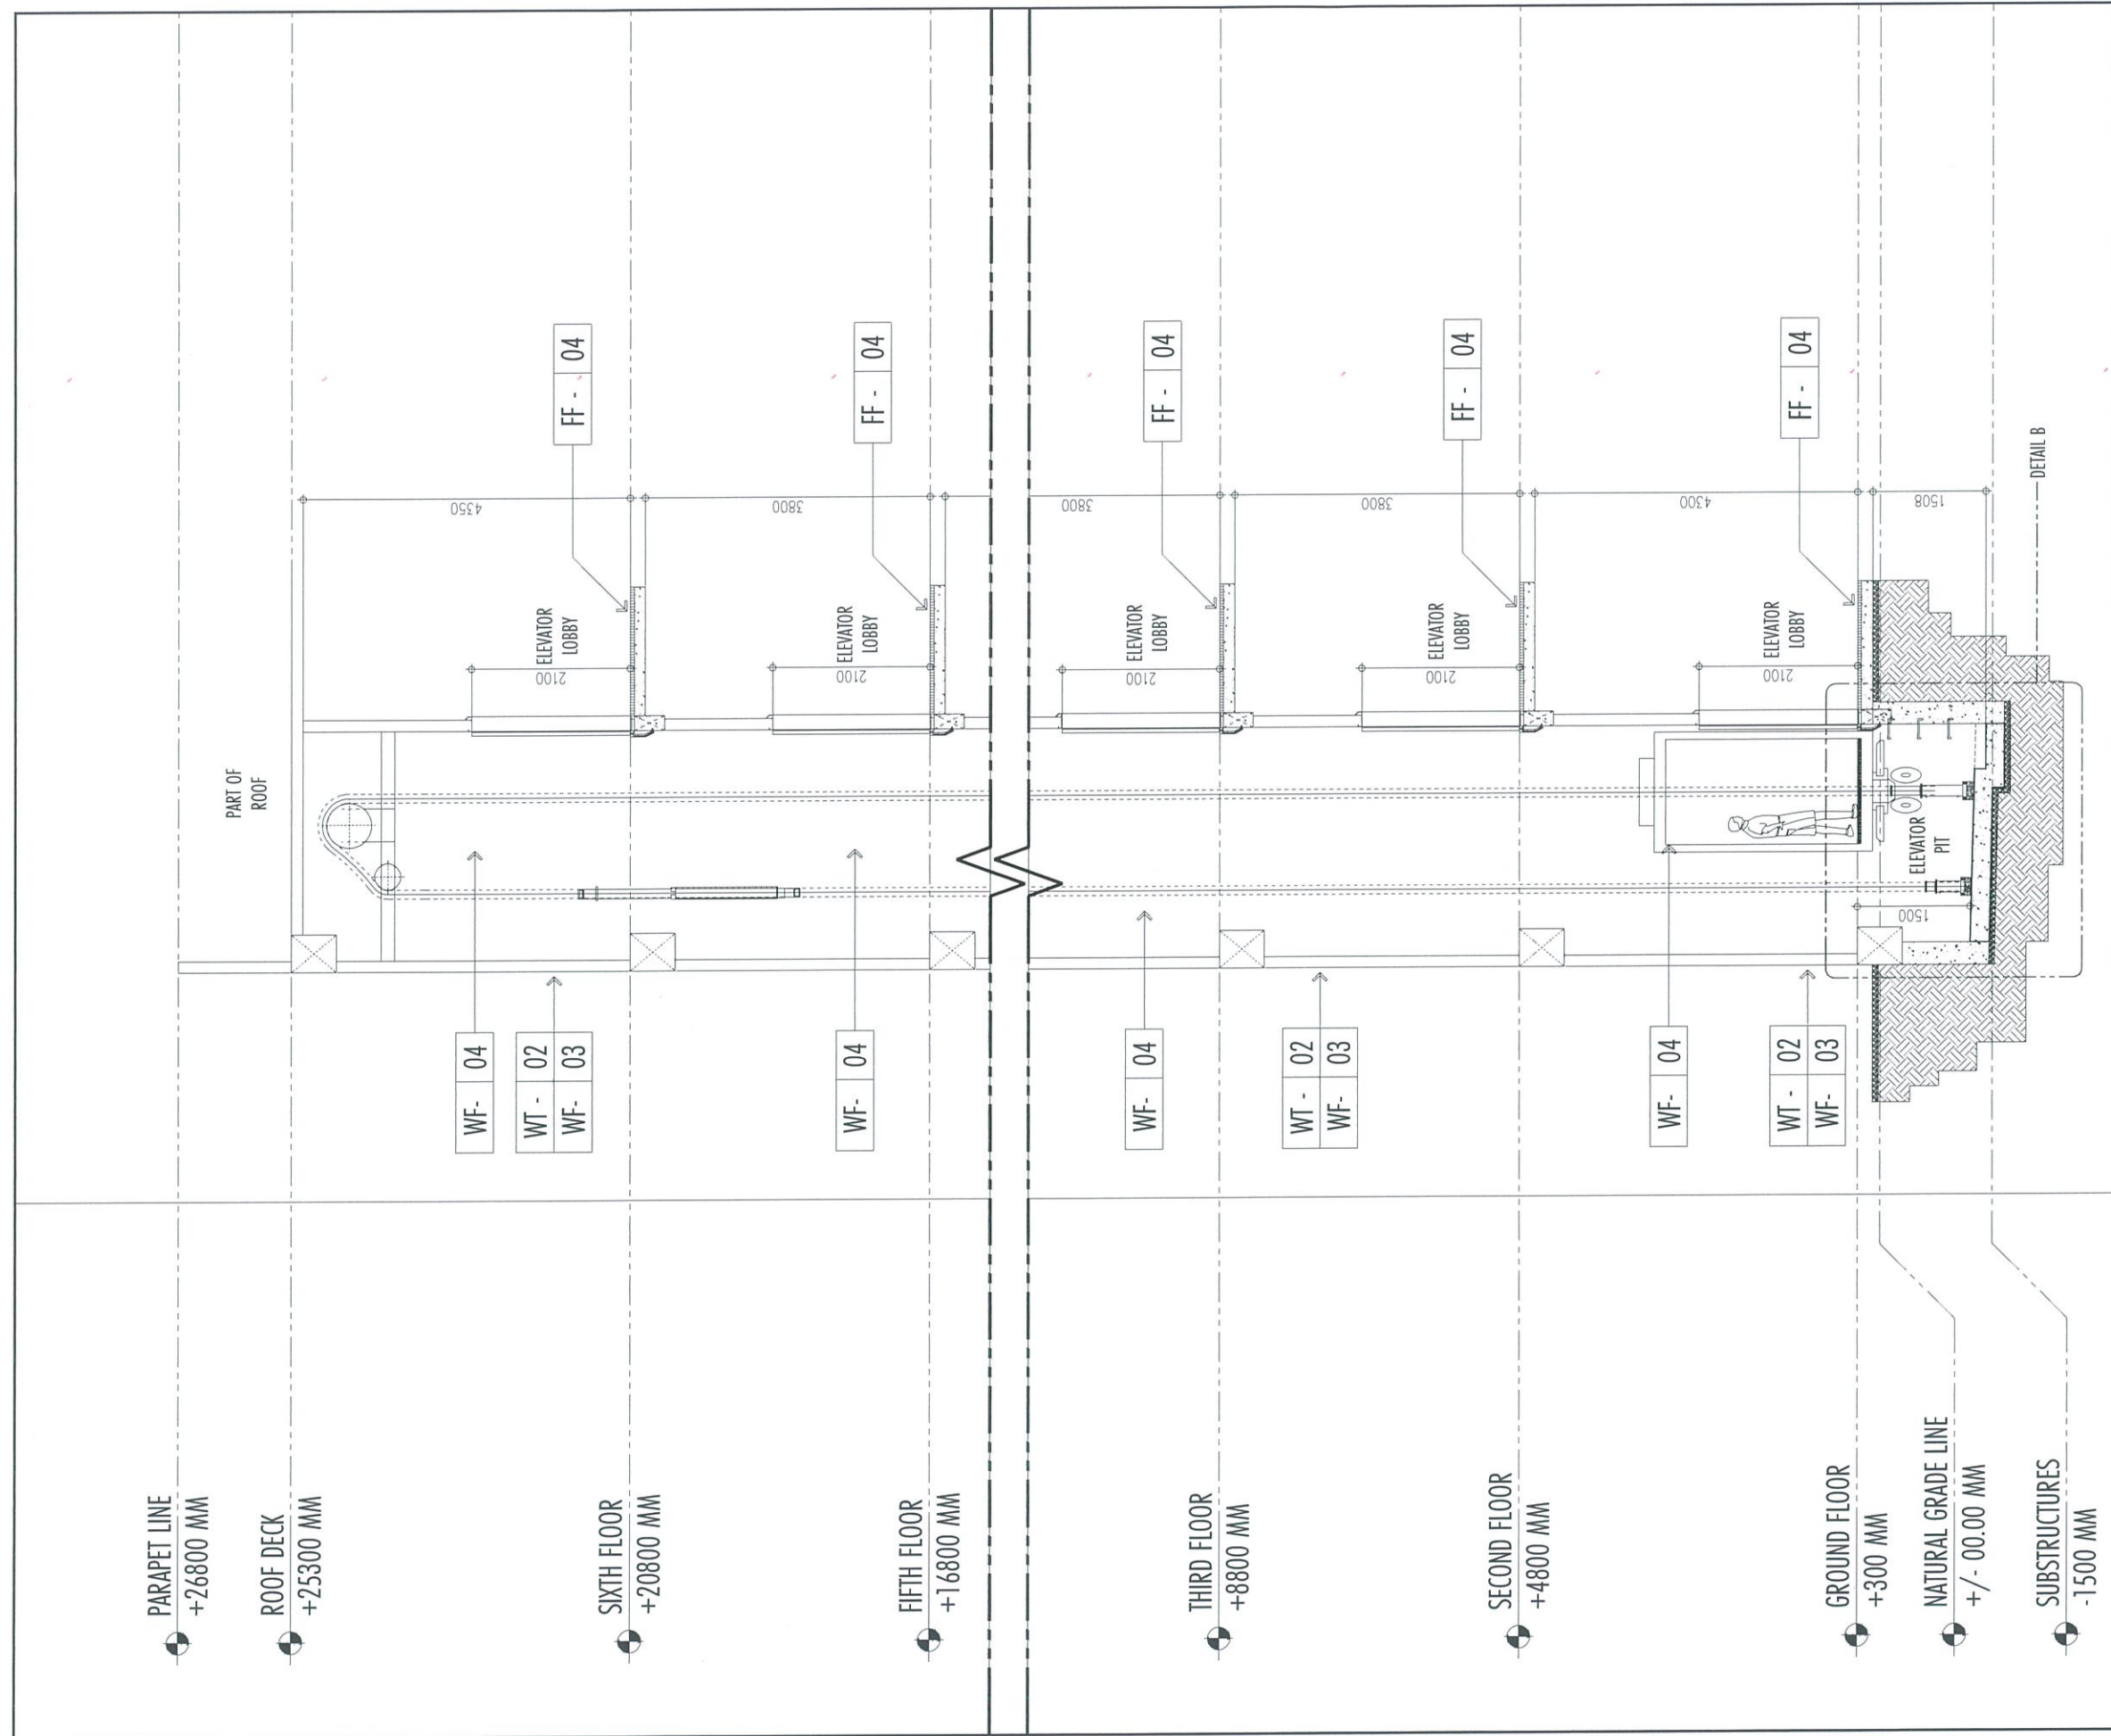 PARAPET LINE
+26800 MM
ROOF DECK
+25300 MM
SIXTH FLOOR
+20800 MM
FIFTH FLOOR
+16800 MM
THIRD FLOOR
+8800 MM
SECOND FLOOR
+4800 MM
GROUND FLOOR
+300 MM
NATURAL GRADE LINE
+/- 00.00 MM
SUBSTRUCTURES
-1500 MM
WF- 04
WT - 02
WF- 03
WF- 04
WF- 04
WT - 02
WF- 03
WF- 04
WT - 02
WF- 03
PART OF
ROOF
ELEVATOR
LOBBY
2100
ELEVATOR
LOBBY
2100
ELEVATOR
LOBBY
2100
ELEVATOR
LOBBY
2100
ELEVATOR
LOBBY
2100
ELEVATOR
PIT
1500
4350
3800
3800
3800
4300
1508
FF - 04
FF - 04
FF - 04
FF - 04
FF - 04
DETAIL B